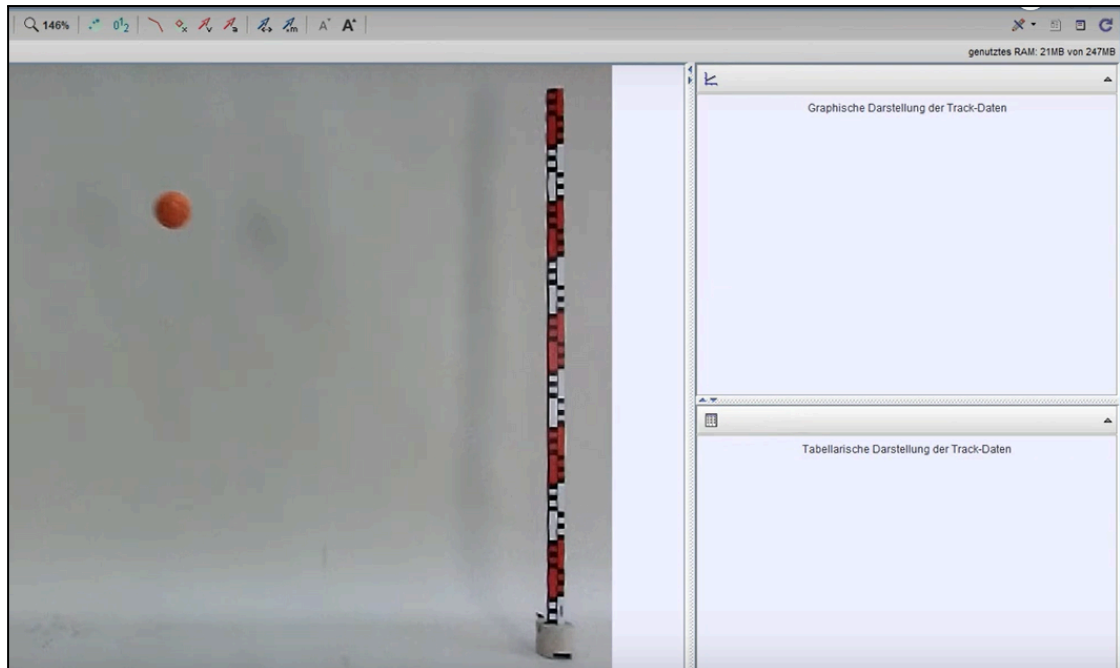 146%
genutztes RAM: 21MB von 247MB
Graphische Darstellung der Track-Daten
Tabellarische Darstellung der Track-Daten